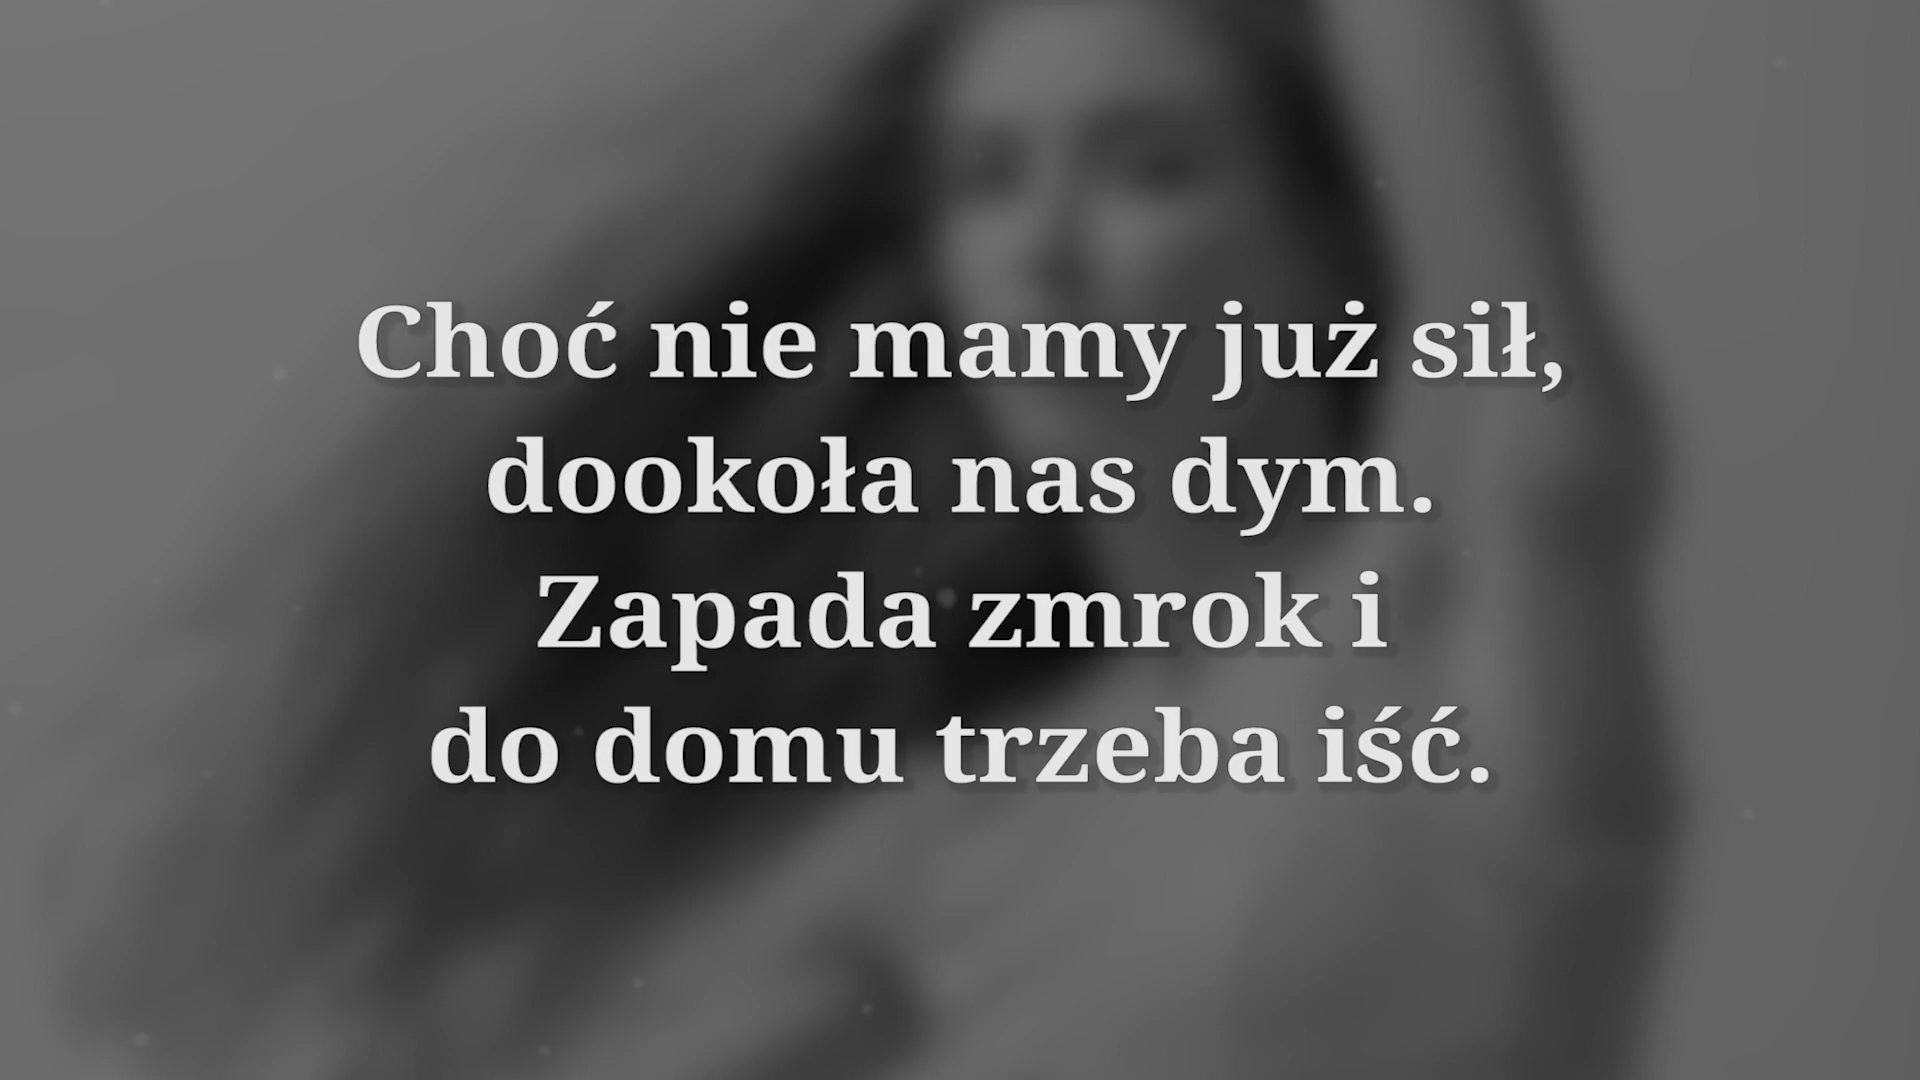 Choć nie mamy już sił,
dookoła nas dym.
Zapada zmrok i
do domu trzeba iść.